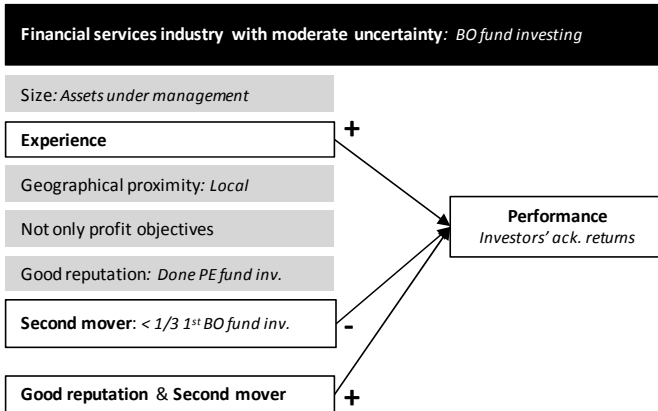 Financial services industry with moderate uncertainty: BO fund investing
Size: Assets under management
+
Experience
Geographical proximity: Local
Performance
Investors' ack. returns
Not only profit objectives
Good reputation: Done PE fund inv.
Second mover: < 1/3 1st BO fund inv.
-
Good reputation & Second mover
+